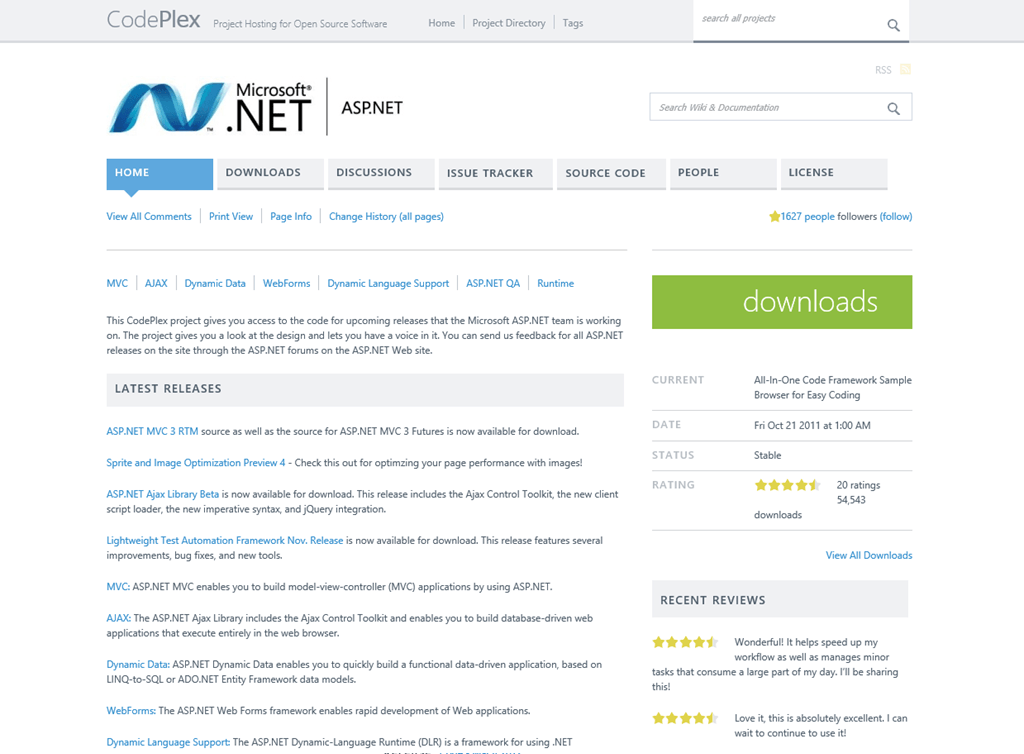 CodePlex Project Hosting for Open Source Software
Home Project Directory Tags
search all projects
RSS
Microsoft®
.NET™
ASP.NET
Search Wiki & Documentation
HOME DOWNLOADS DISCUSSIONS ISSUE TRACKER SOURCE CODE PEOPLE LICENSE
View All Comments Print View Page Info Change History (all pages)
1627 people followers (follow)
MVC AJAX Dynamic Data WebForms Dynamic Language Support ASP.NET QA Runtime
This CodePlex project gives you access to the code for upcoming releases that the Microsoft ASP.NET team is working
on. The project gives you a look at the design and lets you have a voice in it. You can send us feedback for all ASP.NET
releases on the site through the ASP.NET forums on the ASP.NET Web site.
LATEST RELEASES
ASP.NET MVC 3 RTM source as well as the source for ASP.NET MVC 3 Futures is now available for download.
Sprite and Image Optimization Preview 4 - Check this out for optimzing your page performance with images!
ASP.NET Ajax Library Beta is now available for download. This release includes the Ajax Control Toolkit, the new client
script loader, the new imperative syntax, and jQuery integration.
Lightweight Test Automation Framework Nov. Release is now available for download. This release features several
improvements, bug fixes, and new tools.
MVC: ASP.NET MVC enables you to build model-view-controller (MVC) applications by using ASP.NET.
AJAX: The ASP.NET Ajax Library includes the Ajax Control Toolkit and enables you to build database-driven web
applications that execute entirely in the web browser.
Dynamic Data: ASP.NET Dynamic Data enables you to quickly build a functional data-driven application, based on
LINQ-to-SQL or ADO.NET Entity Framework data models.
WebForms: The ASP.NET Web Forms framework enables rapid development of Web applications.
Dynamic Language Support: The ASP.NET Dynamic-Language Runtime (DLR) is a framework for using .NET
downloads
CURRENT All-In-One Code Framework Sample
Browser for Easy Coding
DATE Fri Oct 21 2011 at 1:00 AM
STATUS Stable
RATING 20 ratings
54,543
downloads
View All Downloads
RECENT REVIEWS
Wonderful! It helps speed up my
workflow as well as manages minor
tasks that consume a large part of my day. I'll be sharing
this!
Love it, this is absolutely excellent. I can
wait to continue to use it!